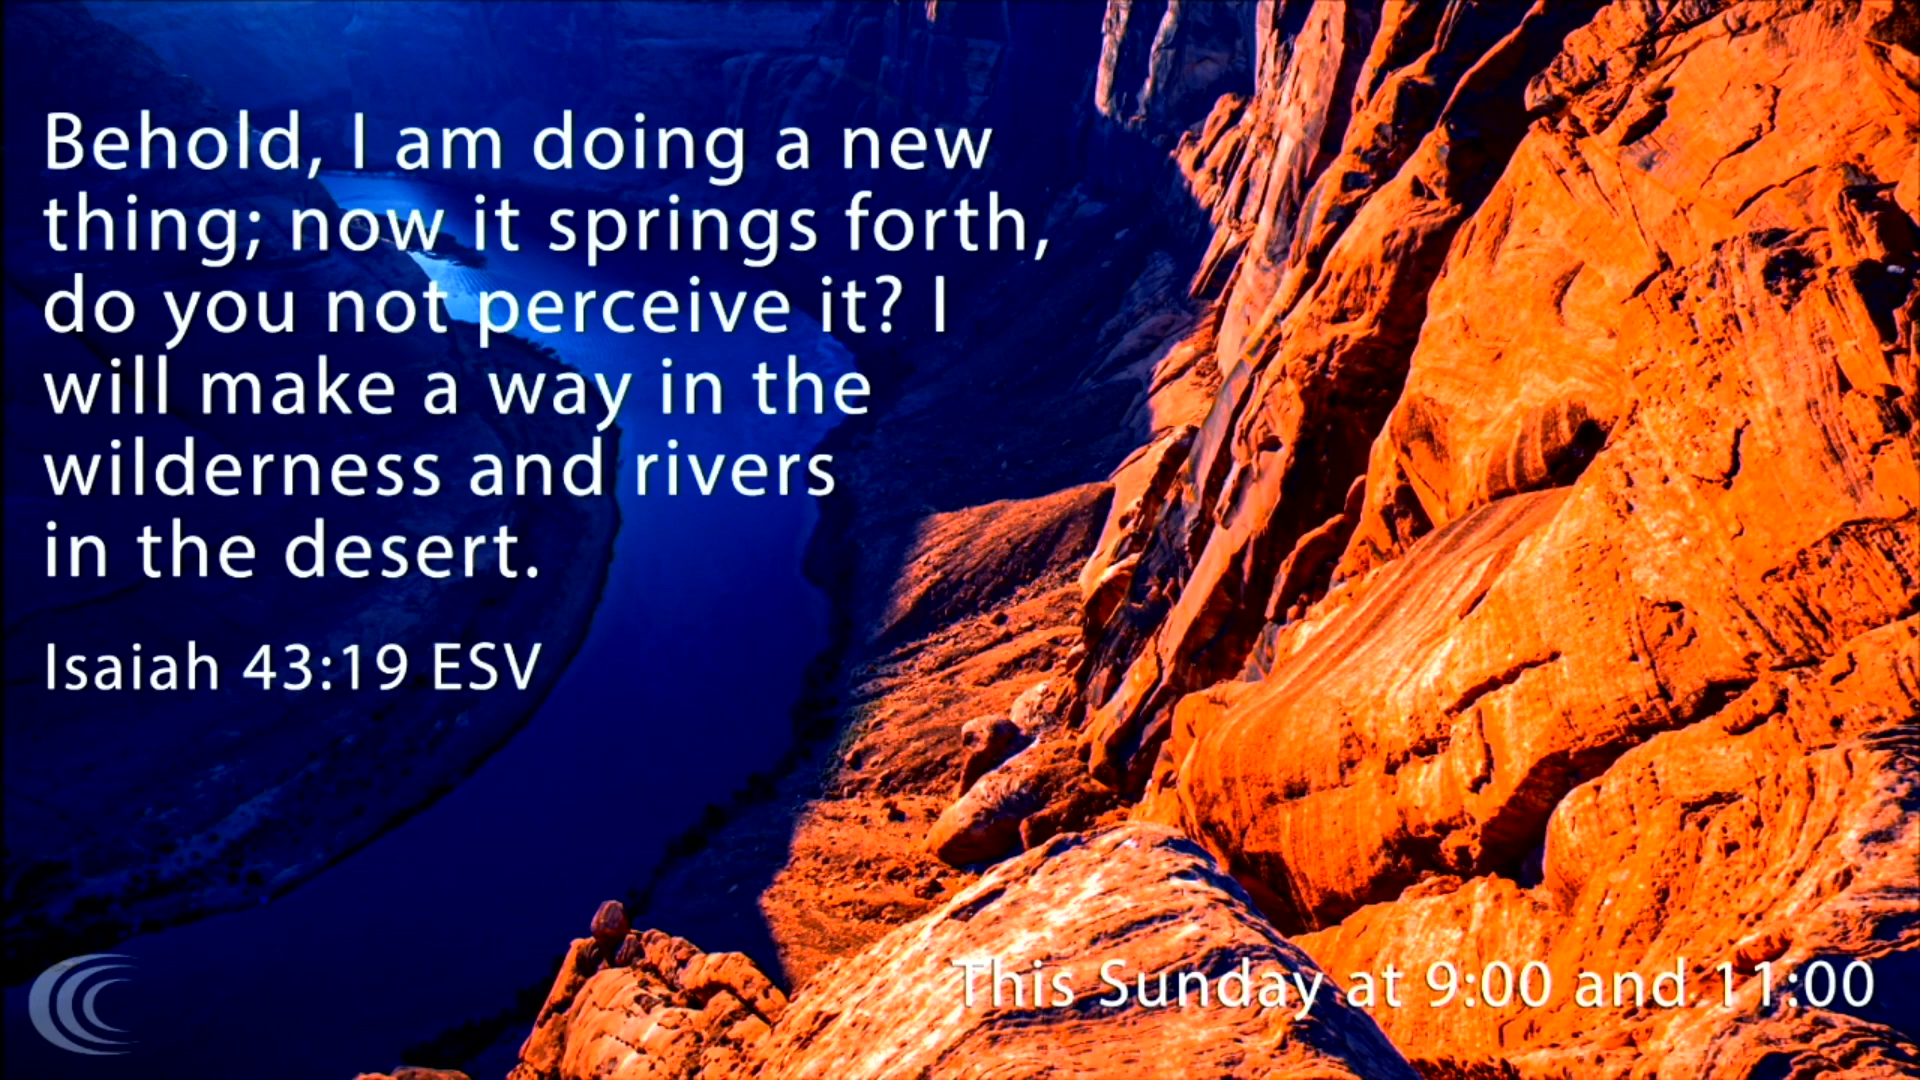 Behold, I am doing a new
thing; now it springs forth,
do you not perceive it? I
will make a way in the
wilderness and rivers
in the desert.
Isaiah 43:19 ESV
This Sunday at 9:00 and 11:00